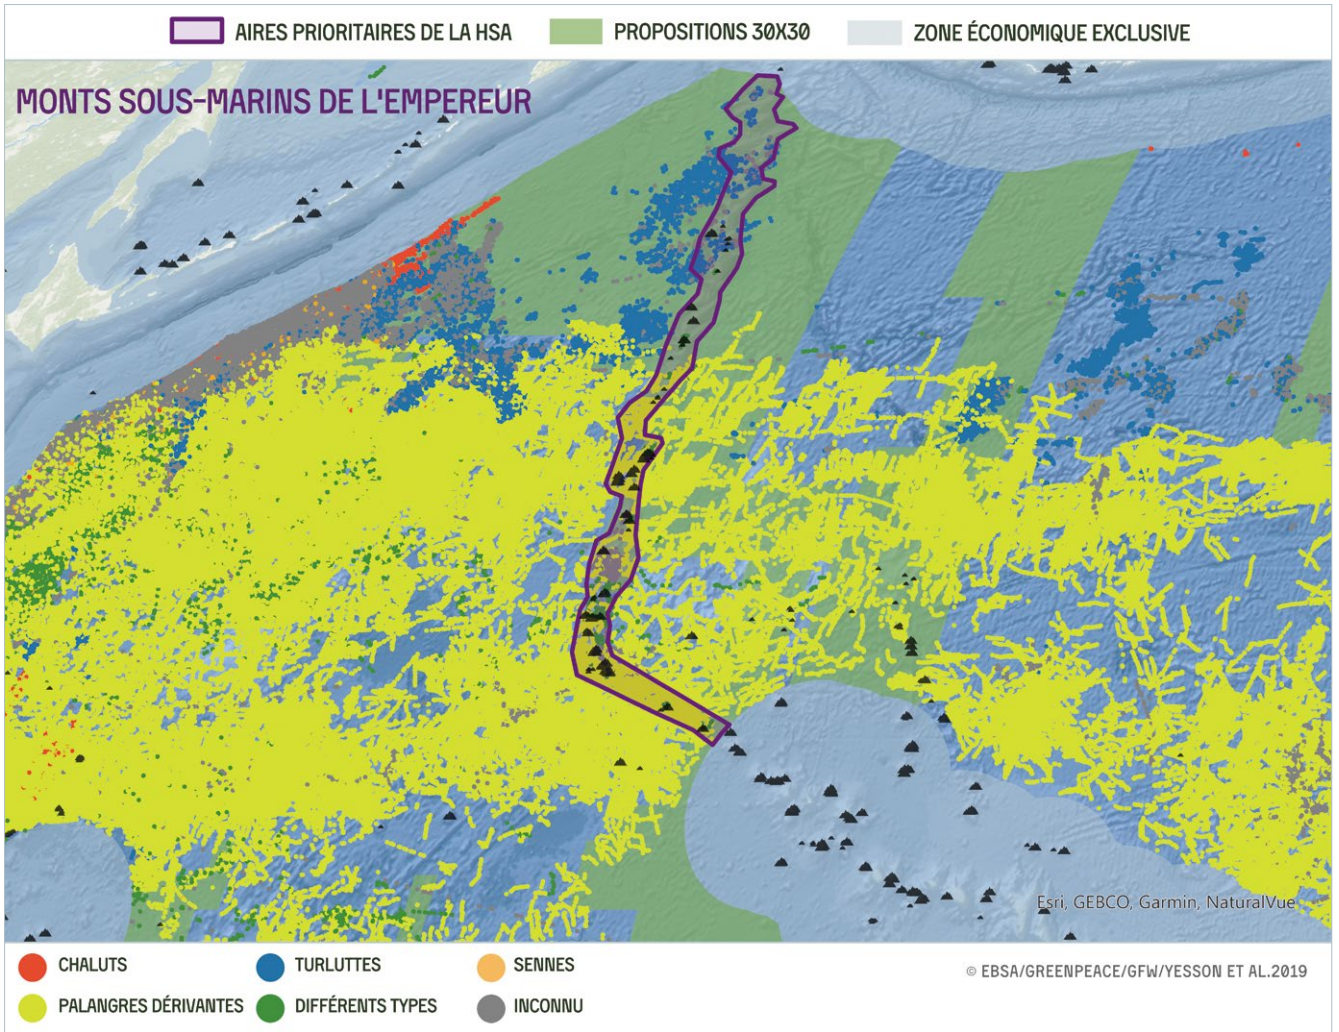 AIRES PRIORITAIRES DE LA HSA
PROPOSITIONS 30X30
ZONE ÉCONOMIQUE EXCLUSIVE
MONTS SOUS-MARINS DE L'EMPEREUR
Esri, GEBCO, Garmin, NaturalVue
CHALUTS
TURLUTTES
SENNES
© EBSA/GREENPEACE/GFW/YESSON ET AL.2019
PALANGRES DÉRIVANTES
DIFFÉRENTS TYPES
INCONNU